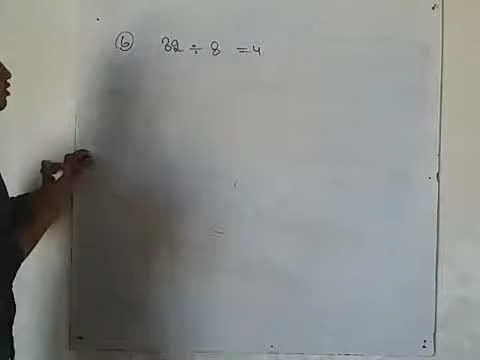 ⑥ 32 ÷ 8 = 4